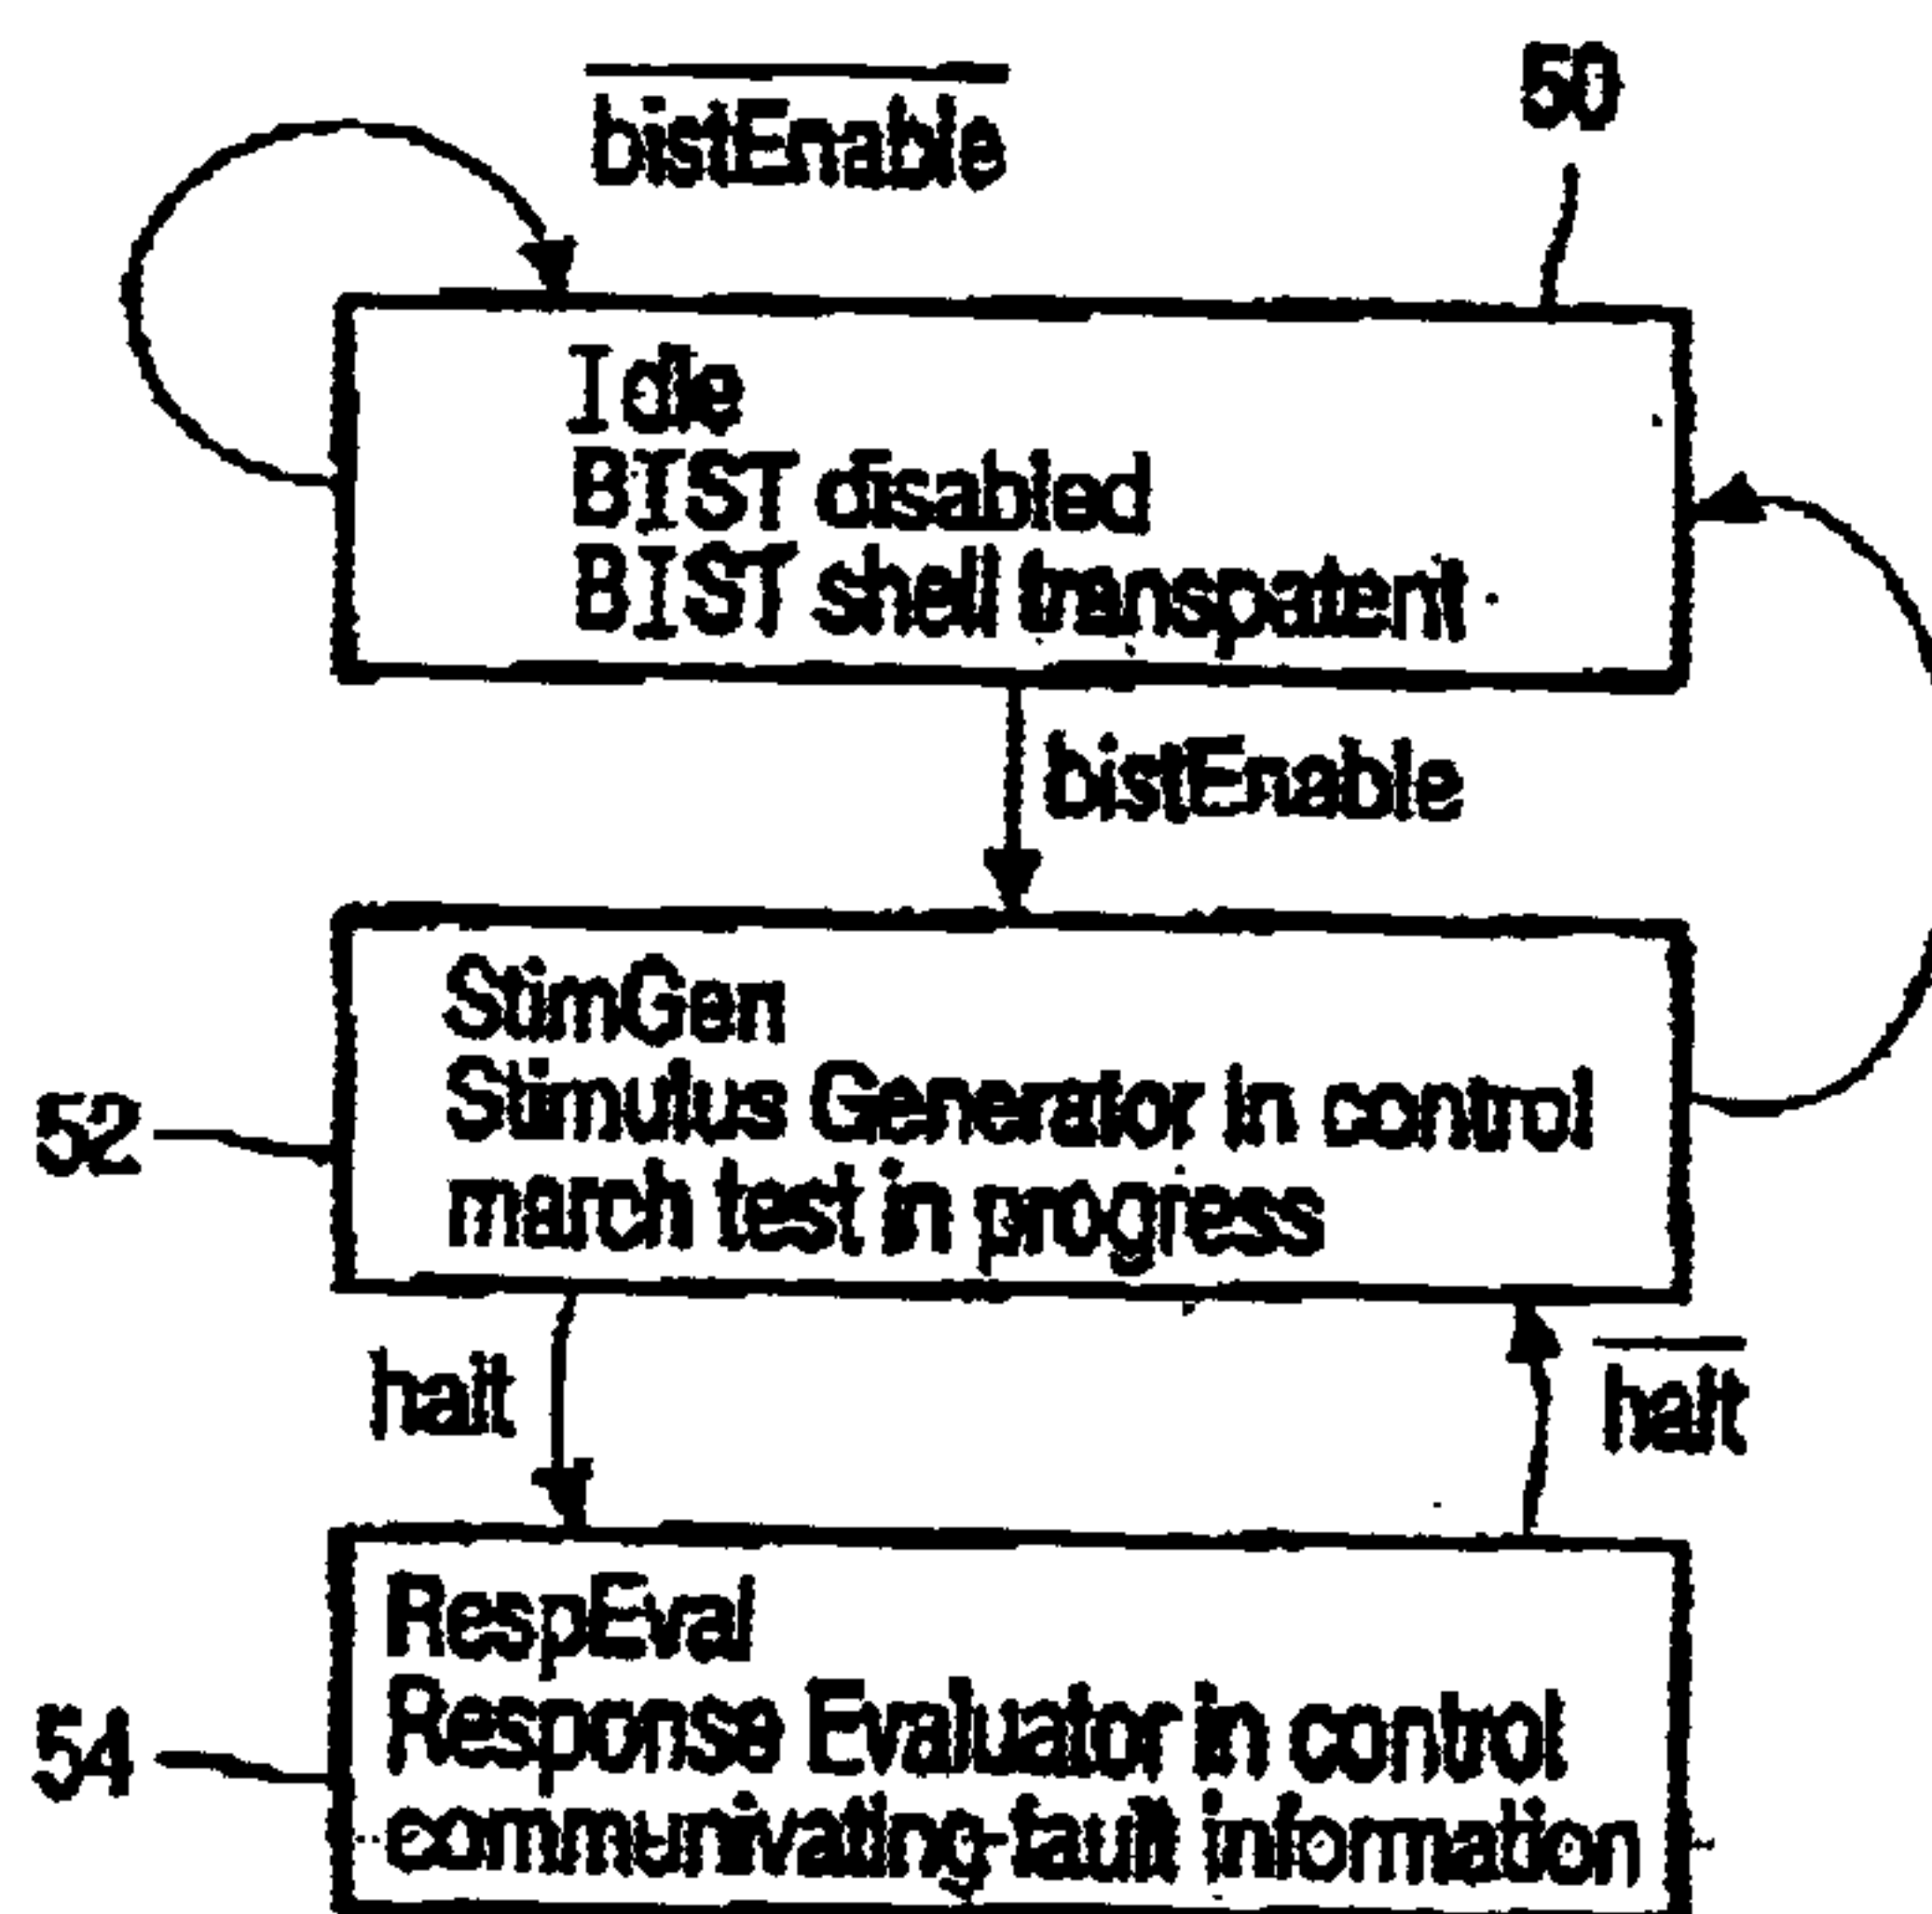 bistEnable
50
Idle
BIST disabled
BIST shell transparent
bistEnable
StimGen
Stimulus Generator in control
march test in progress
52
halt
halt
RespEval
Response Evaluator in control
communivating fault information
54